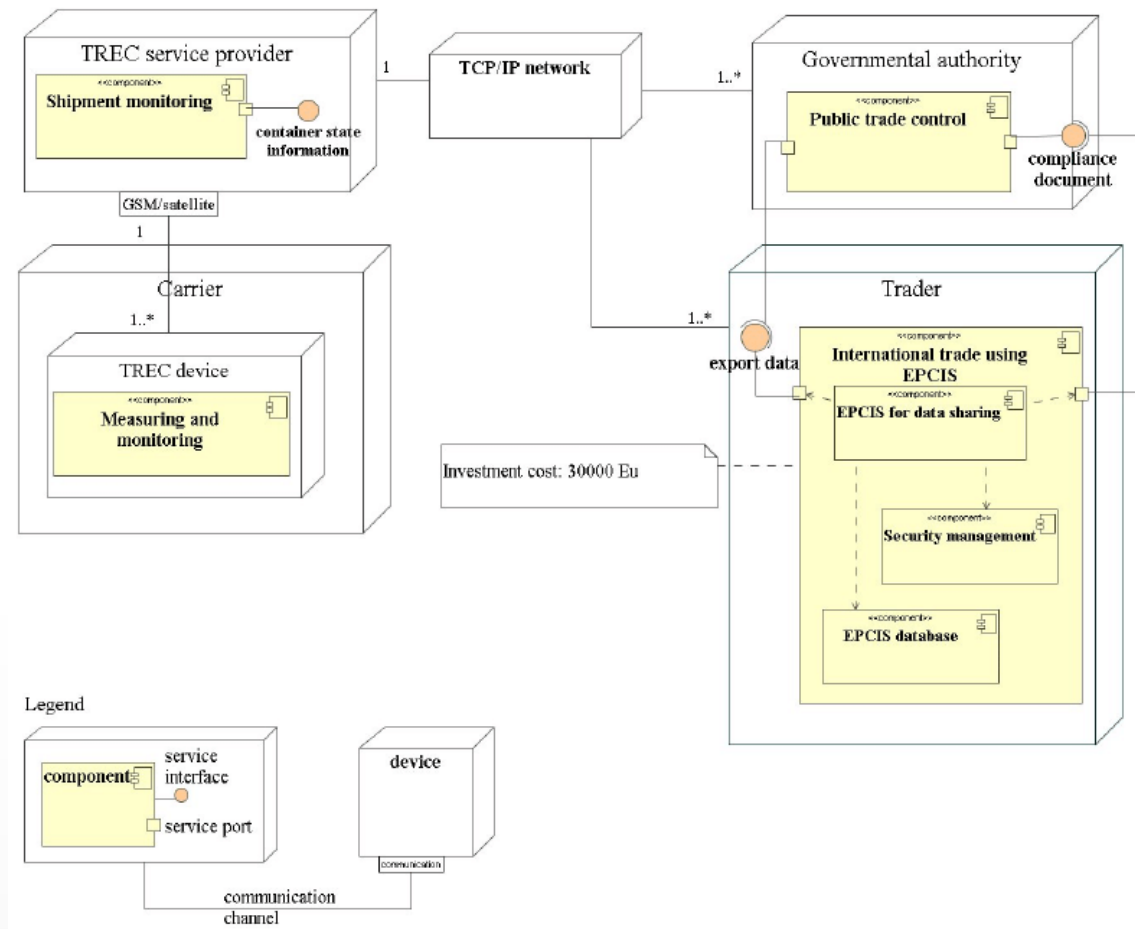 TREC service provider
<<component>>
Shipment monitoring
container state
information
GSM/satellite
1
1
TCP/IP network
1..*
Governmental authority
<<component>>
Public trade control
compliance
document
Carrier
1..*
TREC device
<<component>>
Measuring and
monitoring
Trader
1..*
export data
<<component>>
International trade using
EPCIS
<<component>>
EPCIS for data sharing
Investment cost: 30000 Eu
<<component>>
Security management
<<component>>
EPCIS database
Legend
component
service
interface
service port
device
communication
communication
channel